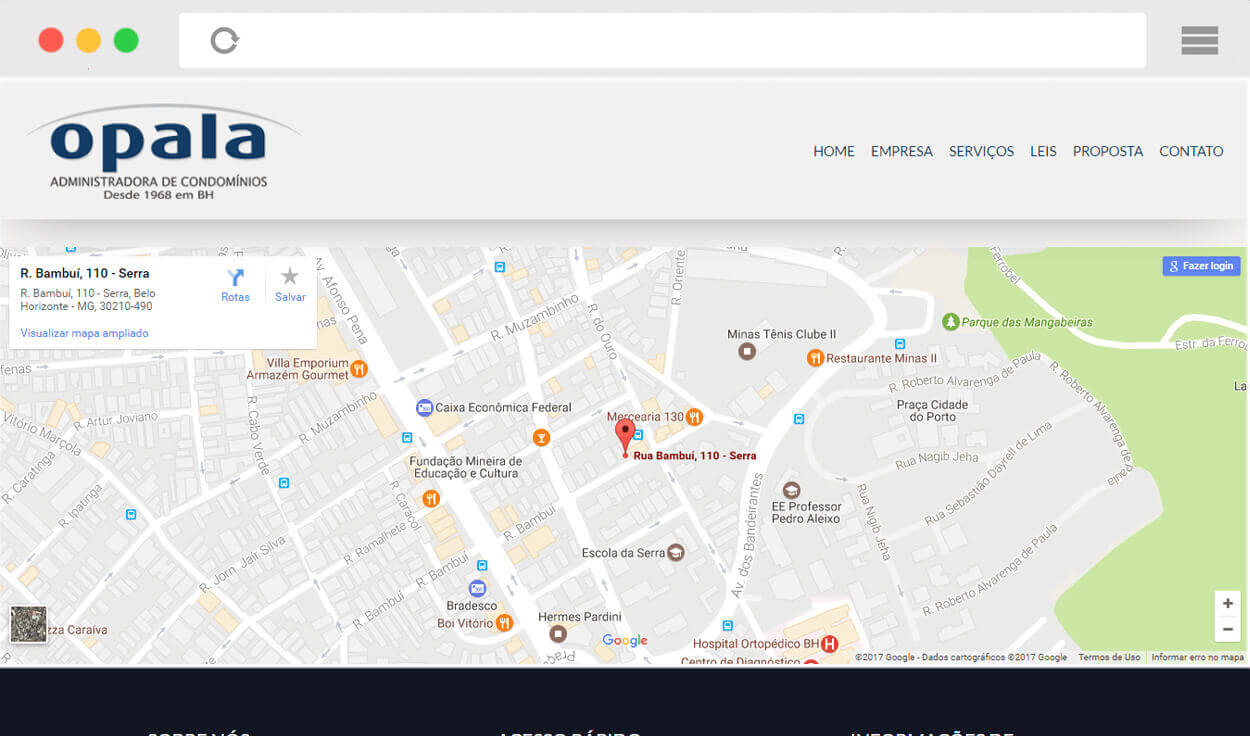 opala
ADMINISTRADORA DE CONDOMÍNIOS
Desde 1968 em BH
HOME EMPRESA SERVIÇOS LEIS PROPOSTA CONTATO
R. Bambuí, 110 - Serra
R. Bambuí, 110 - Serra, Belo
Horizonte - MG, 30210-490
Visualizar mapa ampliado
Rotas
Salvar
Fazer login
Av. Afonso Pena
R. Muzambinho
R. do Ouro
R. Oriente
Estr. da Ferro
Parque das Mangabeiras
Minas Tênis Clube II
Restaurante Minas II
Villa Emporium
Armazém Gourmet
R. Artur Joviano
R. Cabo Verde
R. Muzambinho
Caixa Econômica Federal
Mercearia 130
Rua Bambuí, 110 - Serra
R. Roberto Alvarenga de Paula
R. Roberto Alvarenga de Paula
Praça Cidade
do Porto
Vitório Marçola
R. Caratinga
R. Ipatinga
Fundação Mineira de
Educação e Cultura
R. Caracol
Rua Nagib Jeha
Rua Sebastião Dayrell de Lima
EE Professor
Pedro Aleixo
Rua Nigib Jeha
Av. dos Bandeirantes
R. Bambuí
R. Ramalhete
R. Jorn. Jair Silva
R. Bambuí
R. Bambuí
Escola da Serra
R. Roberto Alvarenga de Paula
Bradesco
Boi Vitório
Hermes Pardini
Google
Hospital Ortopédico BH
Centro de Diagnóstico
©2017 Google - Dados cartográficos ©2017 Google
Termos de Uso
Informar erro no mapa
SOBRE NÓS
ACESSO RÁPIDO
INFORMAÇÕES DE